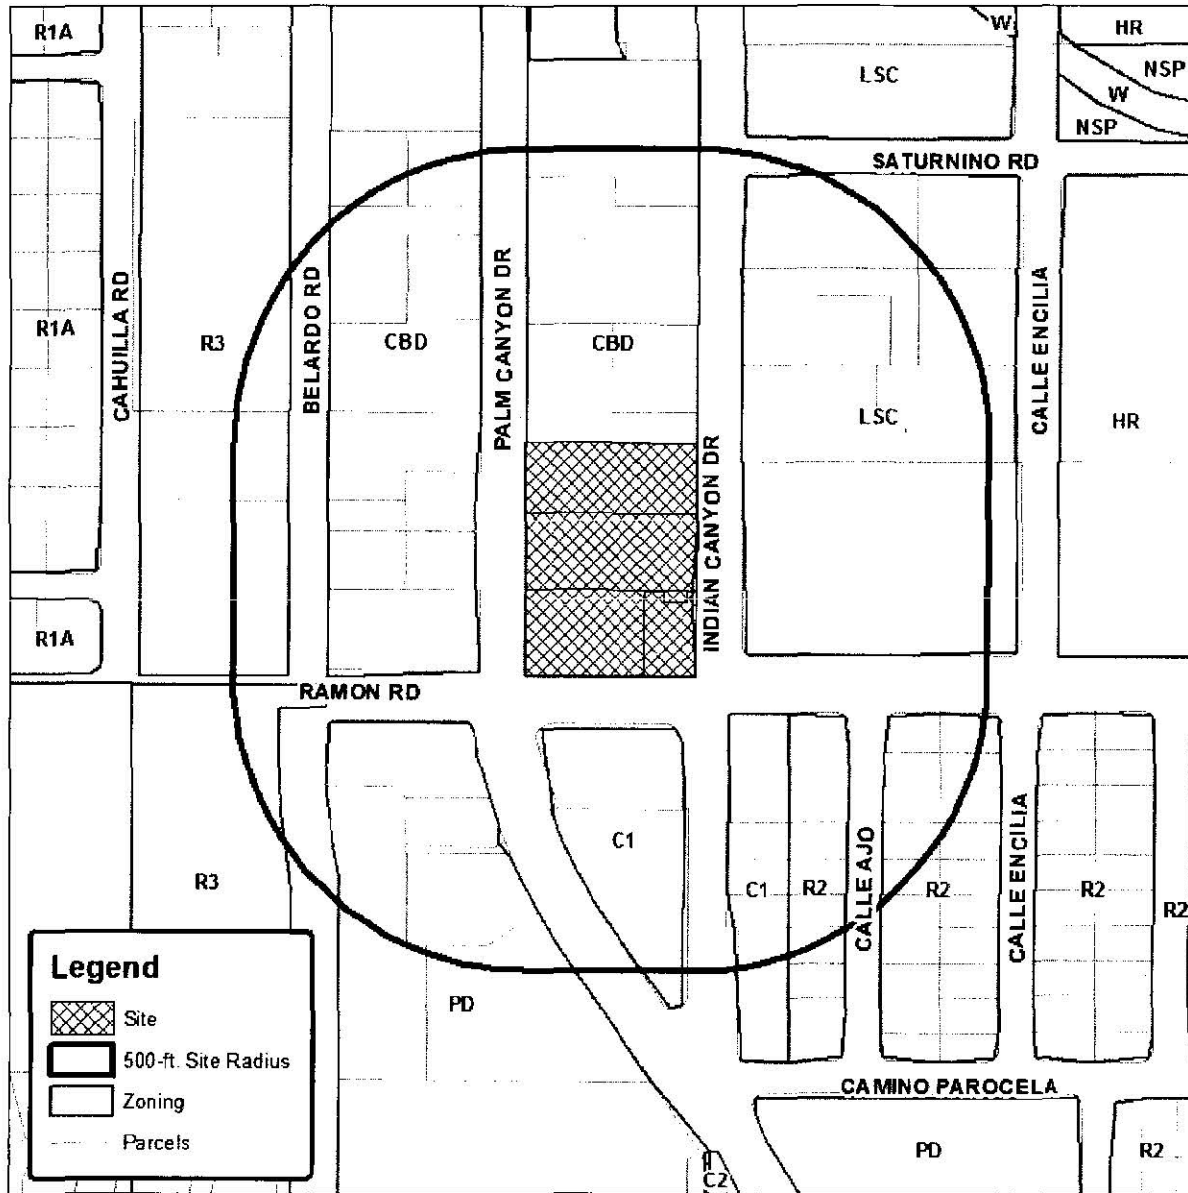 R1A
HR
W
LSC
NSP
W
NSP
SATURNINO RD
CAHUILLA RD
R1A
R3
BELARDO RD
CBD
PALM CANYON DR
CBD
INDIAN CANYON DR
LSC
CALLE ENCILIA
HR
R1A
RAMON RD
C1
R3
C1
R2
CALLE AJO
R2
CALLE ENCILIA
R2
R2
PD
CAMINO PAROCELA
PD
R2
C2
Legend
Site
500-ft. Site Radius
Zoning
Parcels